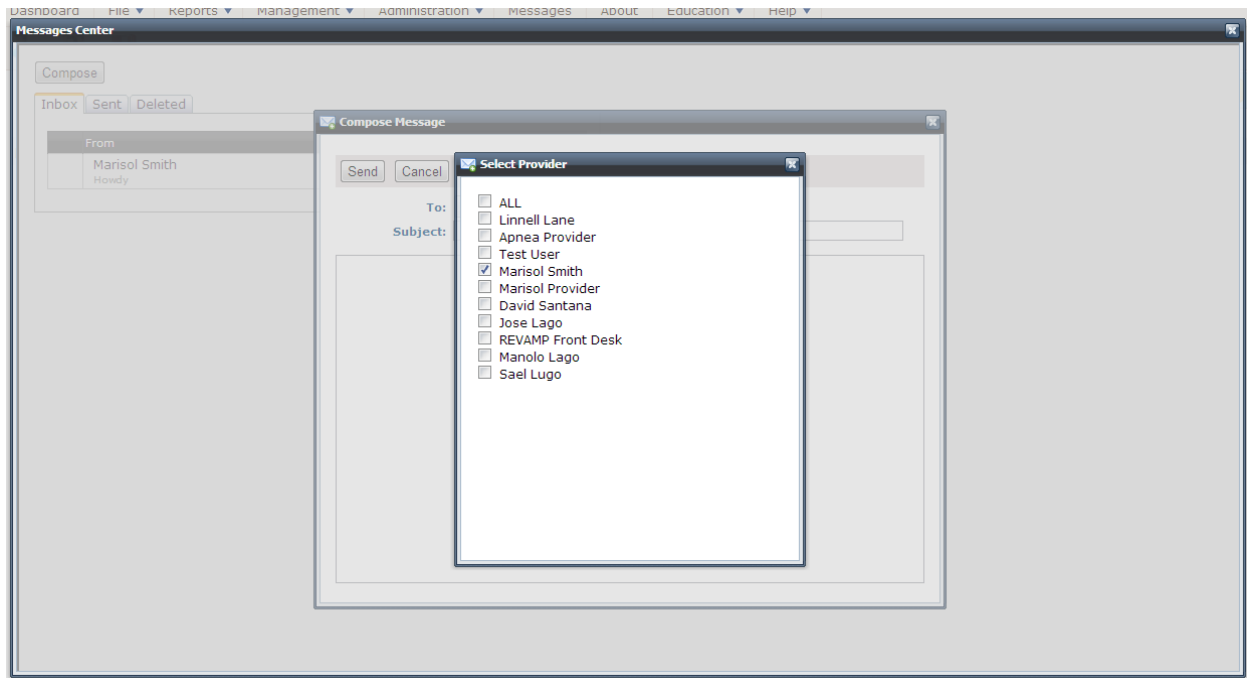 Dashboard File ▼ Reports ▼ Management ▼ Administration ▼ Messages About Education ▼ Help ▼
Messages Center
Compose
Inbox Sent Deleted
From
Marisol Smith
Howdy
Compose Message
Send Cancel
To:
Subject:
Select Provider
ALL
Linnell Lane
Apnea Provider
Test User
Marisol Smith
Marisol Provider
David Santana
Jose Lago
REVAMP Front Desk
Manolo Lago
Sael Lugo